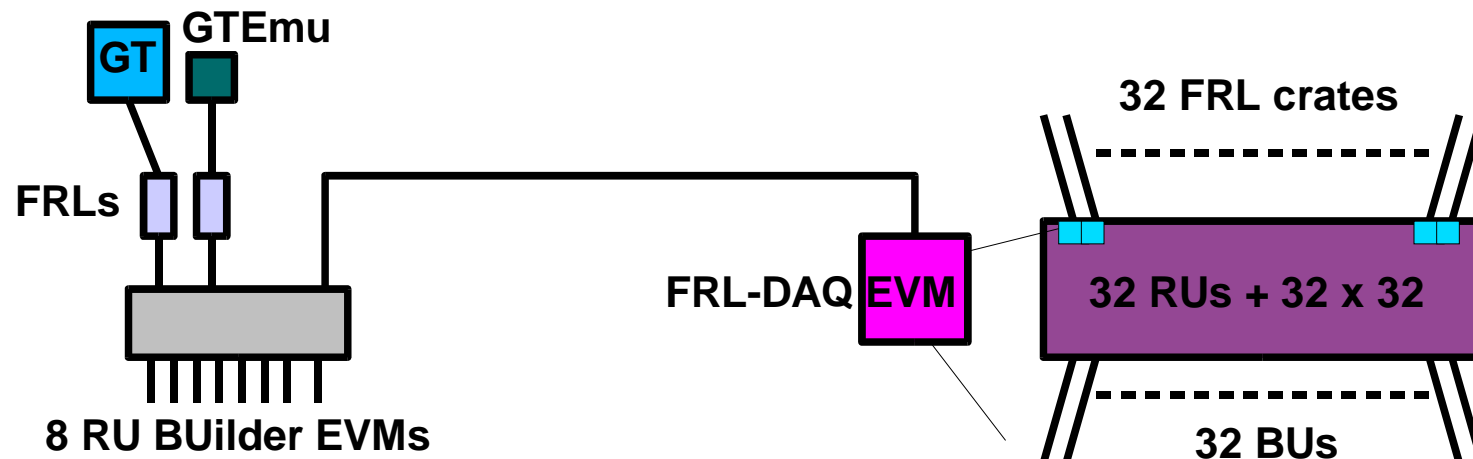 GTEmu
GT
32 FRL crates
FRLs
FRL-DAQ EVM
32 RUs + 32 x 32
8 RU BUilder EVMs
32 BUs